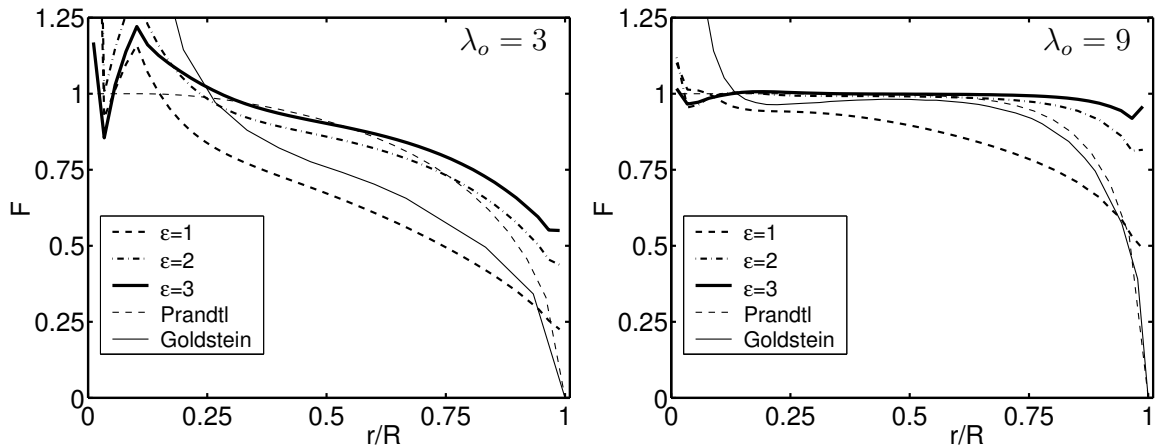 1.25
1
0.75
0.5
0.25
0
F
λo = 3
ε=1
ε=2
ε=3
Prandtl
Goldstein
0
0.25
0.5
0.75
1
r/R
1.25
1
0.75
0.5
0.25
0
F
λo = 9
ε=1
ε=2
ε=3
Prandtl
Goldstein
0
0.25
0.5
0.75
1
r/R